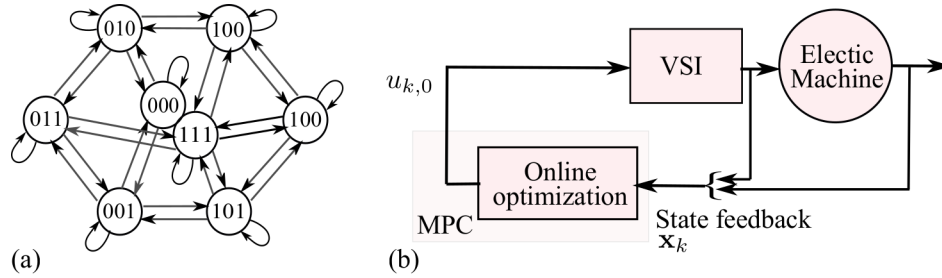 010
100
000
011
111
100
001
101
(a)
VSI
Electic
Machine
u_{k,0}
Online
optimization
MPC
State feedback
x_k
(b)